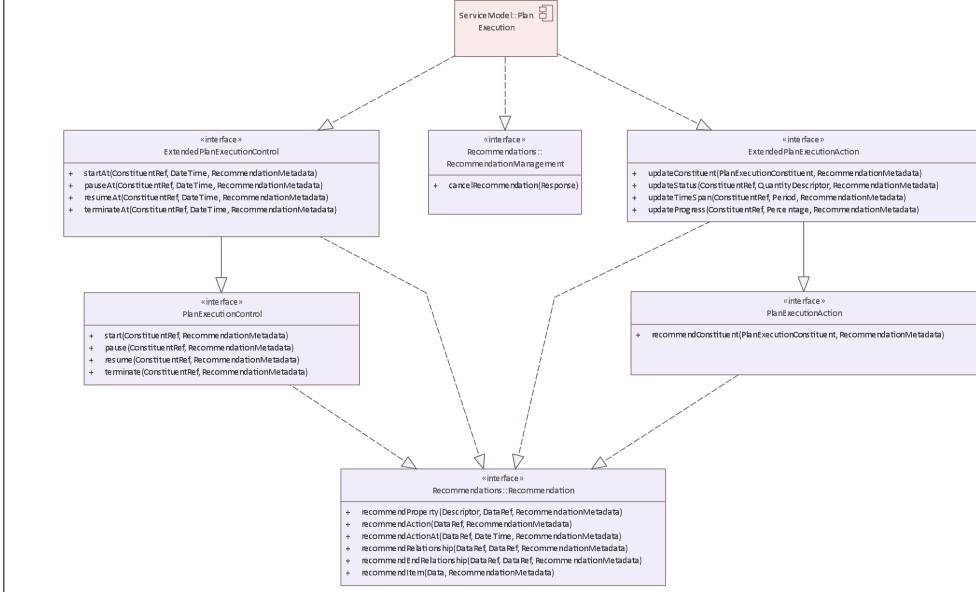 ServiceModel::Plan
Execution
«interface»
ExtendedPlanExecutionControl
+ startAt(ConstituentRef, DateTime, RecommendationMetadata)
+ pauseAt(ConstituentRef, DateTime, RecommendationMetadata)
+ resumeAt(ConstituentRef, DateTime, RecommendationMetadata)
+ terminateAt(ConstituentRef, DateTime, RecommendationMetadata)
«interface»
Recommendations::
RecommendationManagement
+ cancelRecommendation(Response)
«interface»
ExtendedPlanExecutionAction
+ updateConstituent(PlanExecutionConstituent, RecommendationMetadata)
+ updateStatus(ConstituentRef, QuantityDescriptor, RecommendationMetadata)
+ updateTimeSpan(ConstituentRef, Period, RecommendationMetadata)
+ updateProgress(ConstituentRef, Percentage, RecommendationMetadata)
«interface»
PlanExecutionControl
+ start(ConstituentRef, RecommendationMetadata)
+ pause(ConstituentRef, RecommendationMetadata)
+ resume(ConstituentRef, RecommendationMetadata)
+ terminate(ConstituentRef, RecommendationMetadata)
«interface»
PlanExecutionAction
+ recommendConstituent(PlanExecutionConstituent, RecommendationMetadata)
«interface»
Recommendations::Recommendation
+ recommendProperty(Descriptor, DataRef, RecommendationMetadata)
+ recommendAction(DataRef, RecommendationMetadata)
+ recommendActionAt(DataRef, DateTime, RecommendationMetadata)
+ recommendRelationship(DataRef, DataRef, RecommendationMetadata)
+ recommendEndRelationship(DataRef, DataRef, RecommendationMetadata)
+ recommendItem(Data, RecommendationMetadata)